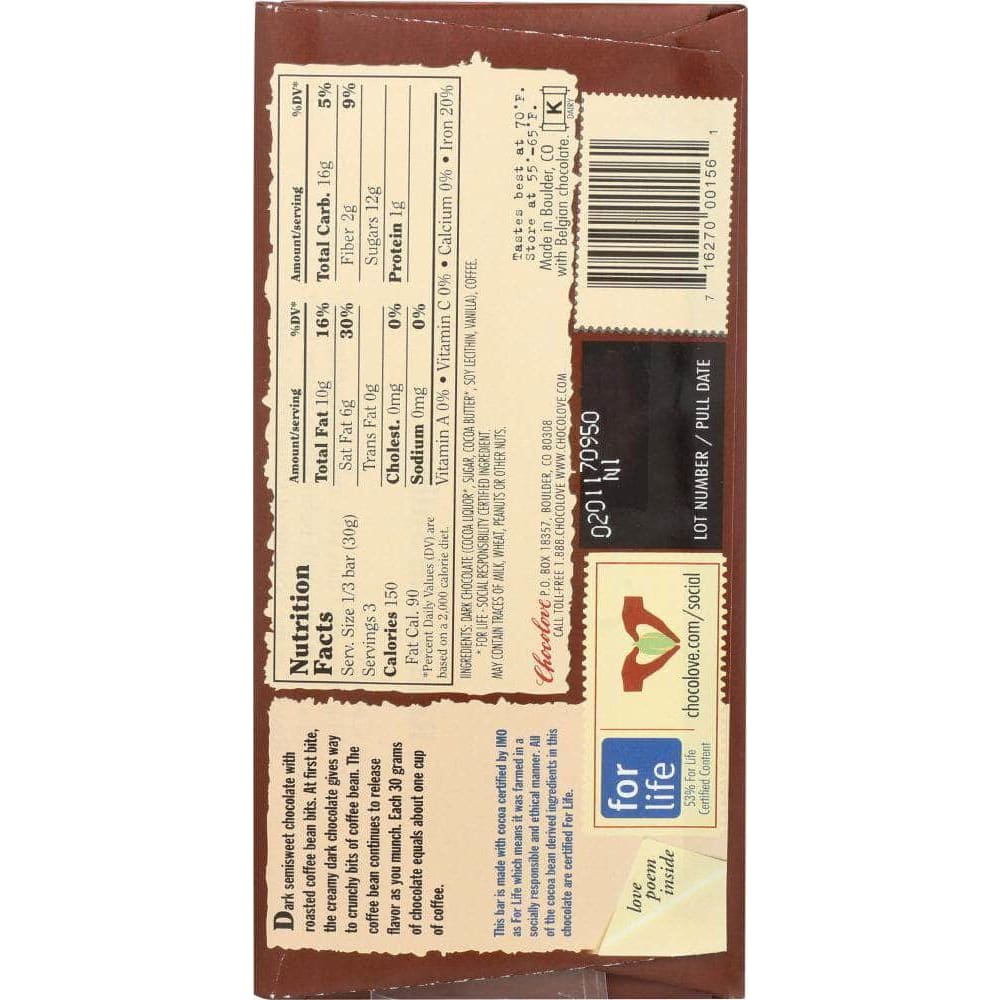 Dark semisweet chocolate with
roasted coffee bean bits. At first bite,
the creamy dark chocolate gives way
to crunchy bits of coffee bean. The
coffee bean continues to release
flavor as you munch. Each 30 grams
of chocolate equals about one cup
of coffee.
This bar is made with cocoa certified by IMO
as For Life which means it was farmed in a
socially responsible and ethical manner. All
of the cocoa bean derived ingredients in this
chocolate are certified For Life.
love
poem
inside
Nutrition
Facts
Serv. Size 1/3 bar (30g)
Servings 3
Calories 150
Fat Cal. 90
*Percent Daily Values (DV) are
based on a 2,000 calorie diet.
Amount/serving %DV*
Total Fat 10g 16%
Sat Fat 6g 30%
Trans Fat 0g
Cholest. 0mg 0%
Sodium 0mg 0%
Amount/serving %DV*
Total Carb. 16g 5%
Fiber 2g 9%
Sugars 12g
Protein 1g
Vitamin A 0% • Vitamin C 0% • Calcium 0% • Iron 20%
INGREDIENTS: DARK CHOCOLATE (COCOA LIQUOR*, SUGAR, COCOA BUTTER*, SOY LECITHIN, VANILLA), COFFEE.
* FOR LIFE - SOCIAL RESPONSIBILITY CERTIFIED INGREDIENT.
MAY CONTAIN TRACES OF MILK, WHEAT, PEANUTS OR OTHER NUTS.
Chocolove P.O. BOX 18357, BOULDER, CO 80308
CALL TOLL-FREE 1.888.CHOCOLOVE WWW.CHOCOLOVE.COM
Tastes best at 70°F.
Store at 55°-65°F.
Made in Boulder, CO
with Belgian chocolate.
K
DAIRY
for
life
53% For Life
Certified Content
chocolove.com/social
0201170950
N1
LOT NUMBER / PULL DATE
7 16270 00156 1